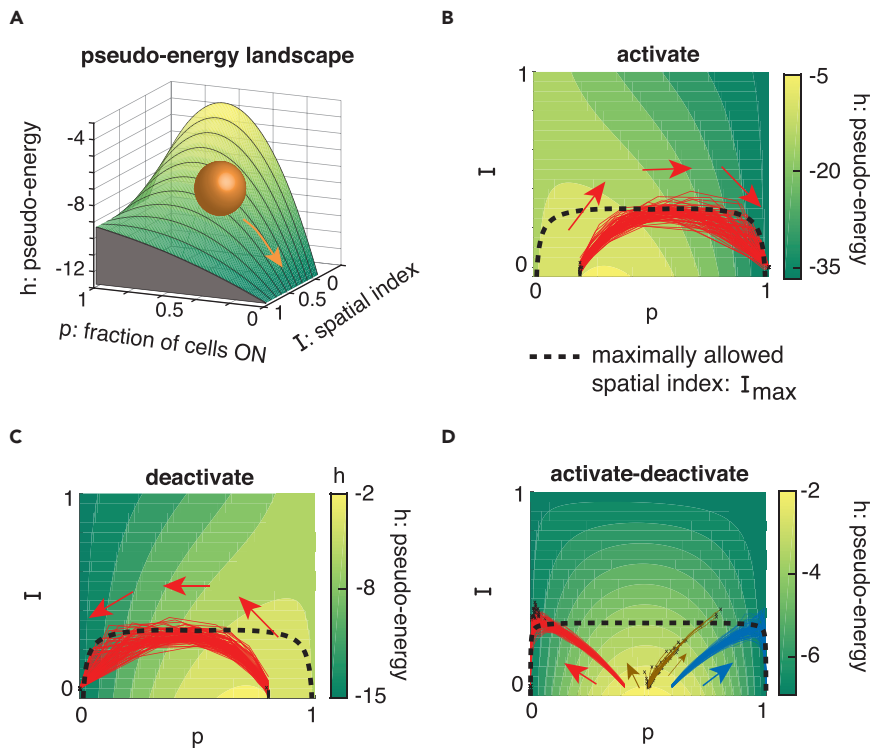 A
pseudo-energy landscape
h: pseudo-energy
-4
-6
-8
-10
-12
1
0.5
0
p: fraction of cells ON
1
0.5
0
I: spatial index
B
activate
1
I
0
0
1
p
-5
-20
-35
h: pseudo-energy
maximally allowed
spatial index: Imax
C
deactivate
1
I
0
0
1
p
h
-2
-8
-15
h: pseudo-energy
D
activate-deactivate
1
I
0
0
1
p
-2
-4
-6
h: pseudo-energy